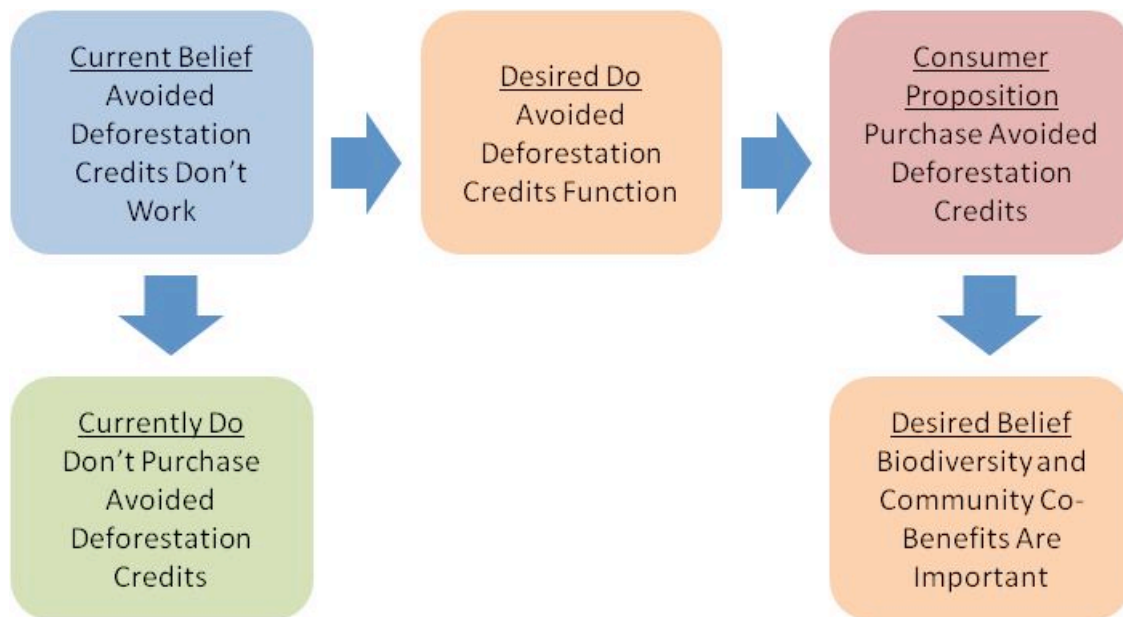 Current Belief
Avoided
Deforestation
Credits Don't
Work
Desired Do
Avoided
Deforestation
Credits Function
Consumer
Proposition
Purchase Avoided
Deforestation
Credits
Currently Do
Don't Purchase
Avoided
Deforestation
Credits
Desired Belief
Biodiversity and
Community Co-
Benefits Are
Important